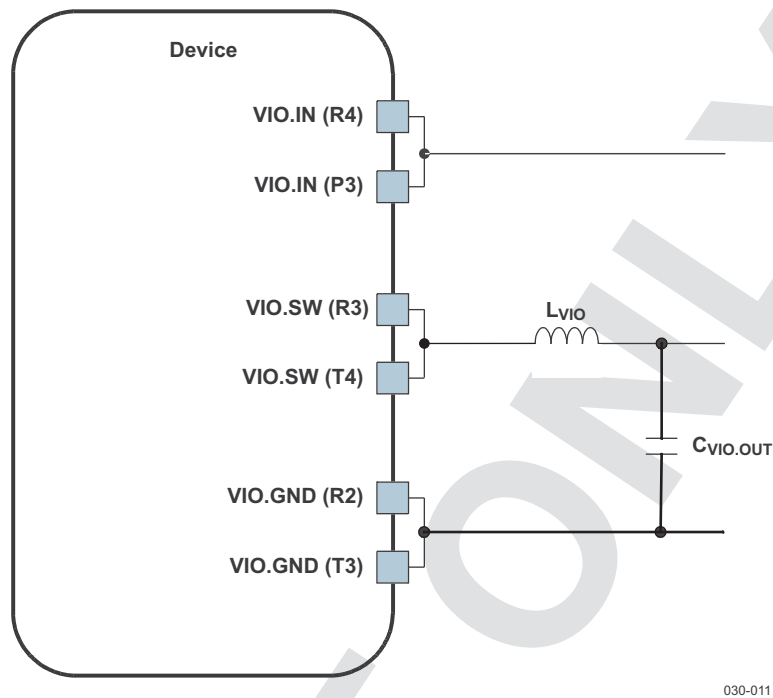 Device
VIO.IN (R4)
VIO.IN (P3)
VIO.SW (R3)
LVIO
VIO.SW (T4)
CVIO.OUT
VIO.GND (R2)
VIO.GND (T3)
030-011
ONLY